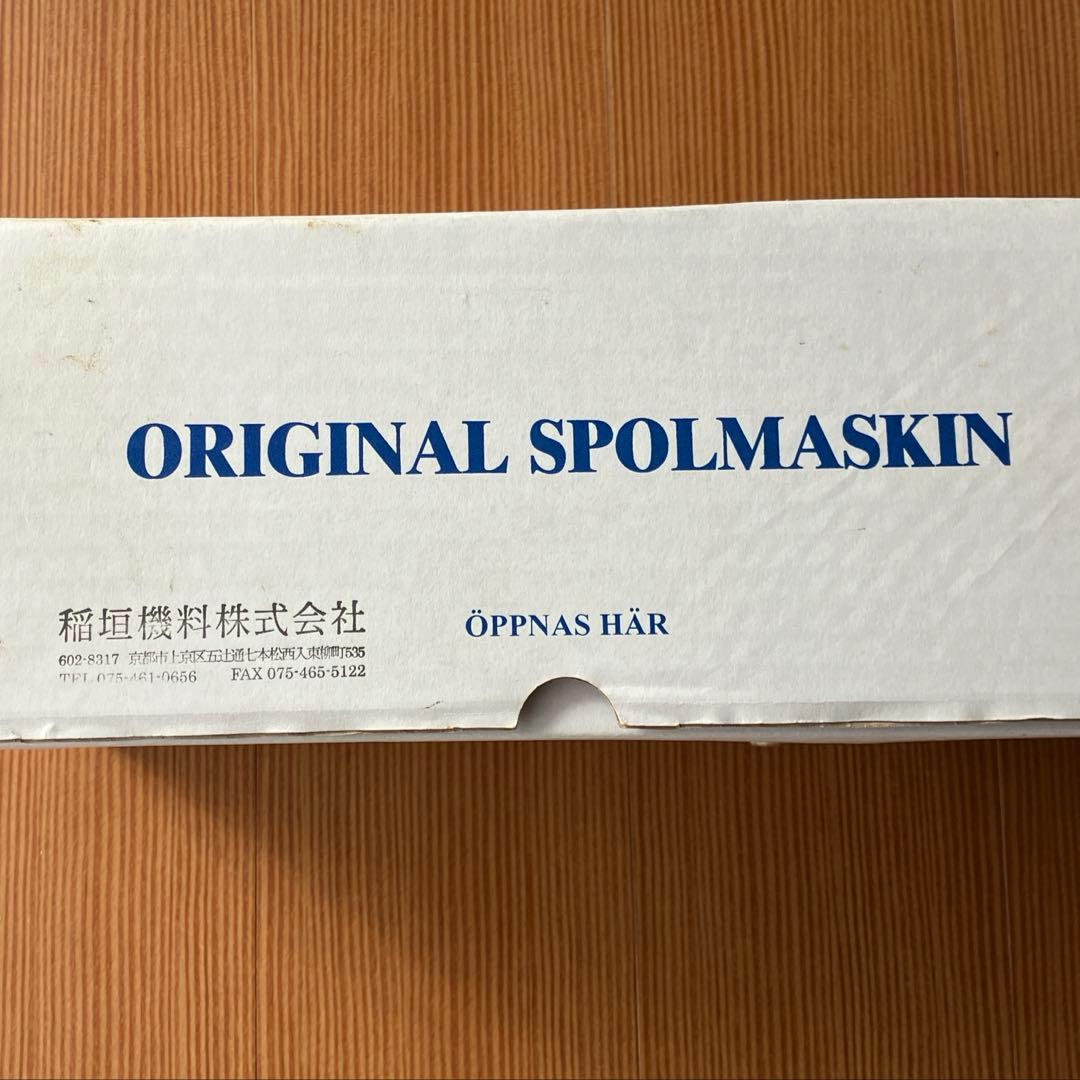 ORIGINAL SPOLMASKIN
稲垣機料株式会社
ÖPPNAS HÄR
602-8317 京都市上京区五辻通七本松西入東柳町535
TEL 075-461-0656 FAX 075-465-5122